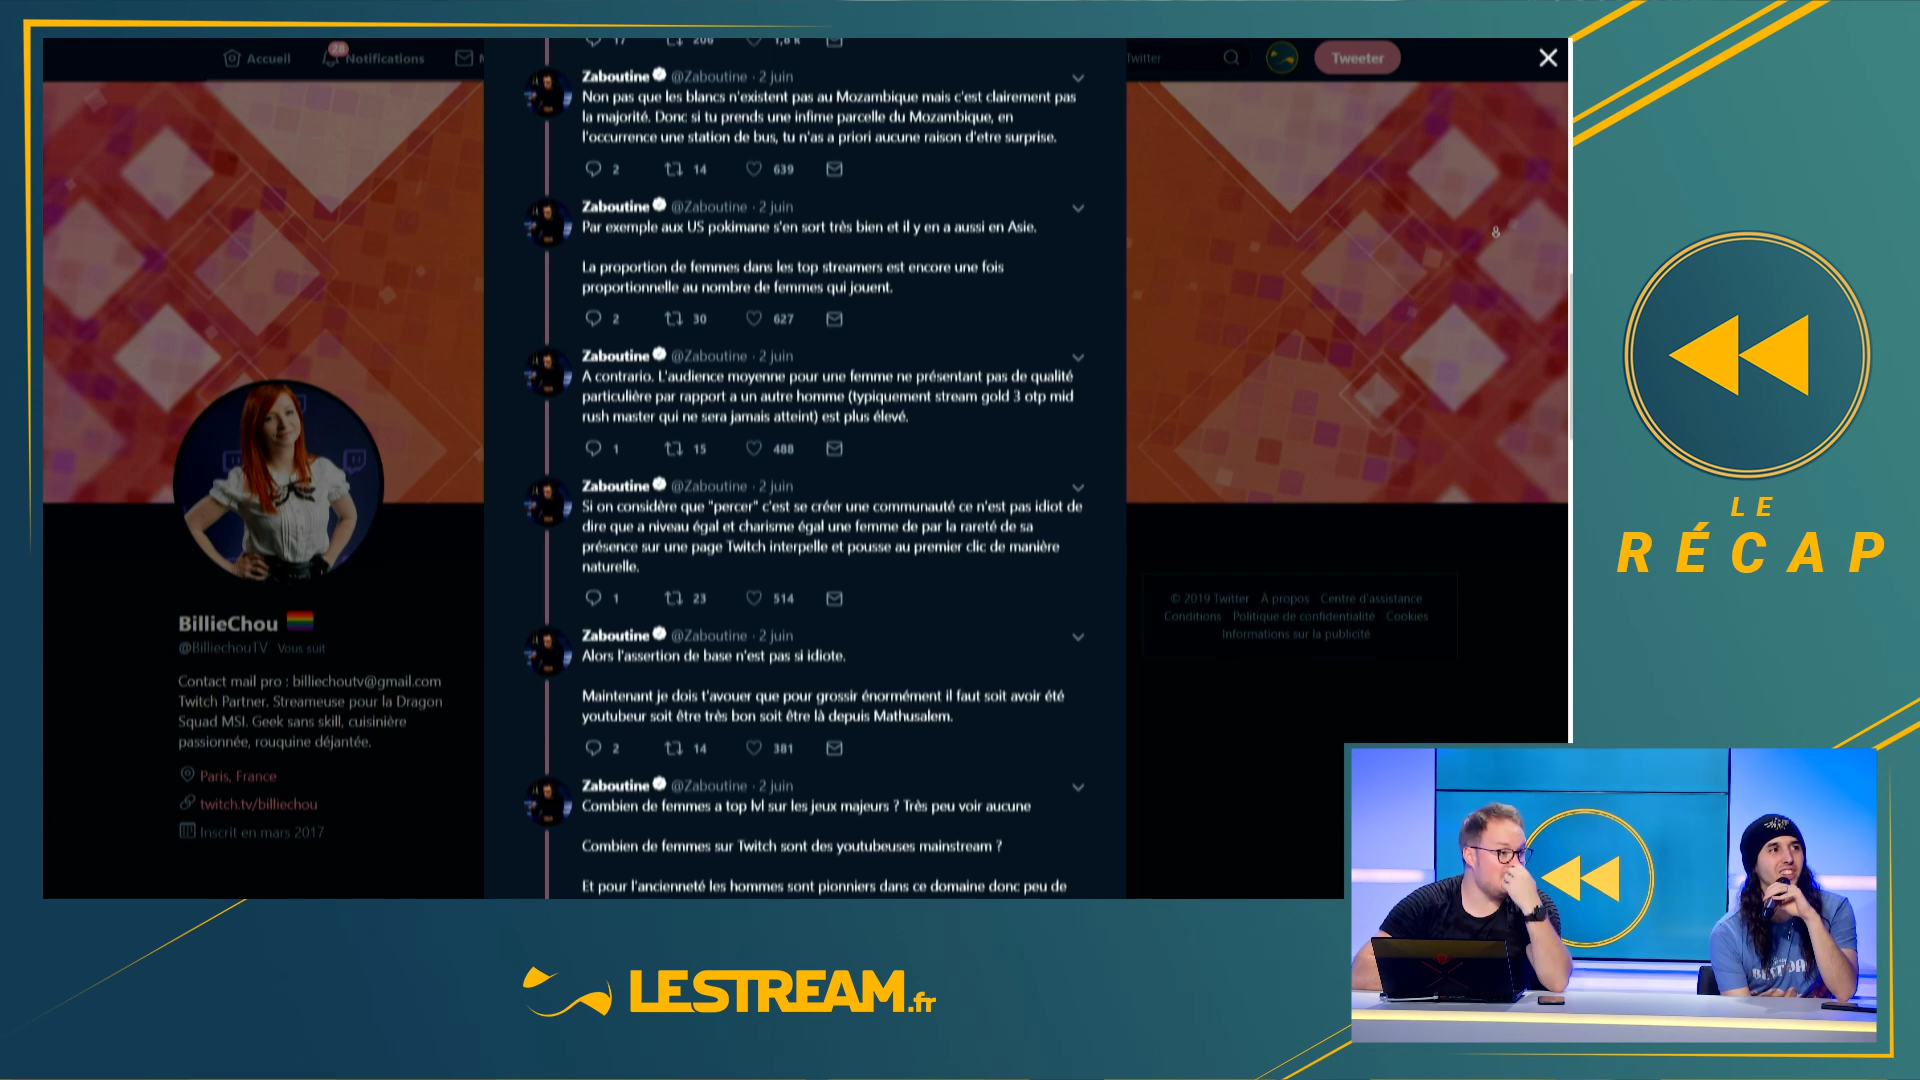 Accueil
28
Notifications
Twitter
Tweeter
17 206 1,8 k
Zaboutine @Zaboutine · 2 juin
Non pas que les blancs n'existent pas au Mozambique mais c'est clairement pas
la majorité. Donc si tu prends une infime parcelle du Mozambique, en
l'occurrence une station de bus, tu n'as a priori aucune raison d'etre surprise.
2 14 639
Zaboutine @Zaboutine · 2 juin
Par exemple aux US pokimane s'en sort très bien et il y en a aussi en Asie.
La proportion de femmes dans les top streamers est encore une fois
proportionnelle au nombre de femmes qui jouent.
2 30 627
Zaboutine @Zaboutine · 2 juin
A contrario. L'audience moyenne pour une femme ne présentant pas de qualité
particulière par rapport a un autre homme (typiquement stream gold 3 otp mid
rush master qui ne sera jamais atteint) est plus élevé.
1 15 488
Zaboutine @Zaboutine · 2 juin
Si on considère que "percer" c'est se créer une communauté ce n'est pas idiot de
dire que a niveau égal et charisme égal une femme de par la rareté de sa
présence sur une page Twitch interpelle et pousse au premier clic de manière
naturelle.
1 23 514
Zaboutine @Zaboutine · 2 juin
Alors l'assertion de base n'est pas si idiote.
Maintenant je dois t'avouer que pour grossir énormément il faut soit avoir été
youtubeur soit être très bon soit être là depuis Mathusalem.
2 14 381
Zaboutine @Zaboutine · 2 juin
Combien de femmes a top lvl sur les jeux majeurs ? Très peu voir aucune
Combien de femmes sur Twitch sont des youtubeuses mainstream ?
Et pour l'ancienneté les hommes sont pionniers dans ce domaine donc peu de
BillieChou
@BilliechouTV Vous suit
Contact mail pro : billiechoutv@gmail.com
Twitch Partner. Streameuse pour la Dragon
Squad MSI. Geek sans skill, cuisinière
passionnée, rouquine déjantée.
Paris, France
twitch.tv/billiechou
Inscrit en mars 2017
© 2019 Twitter À propos Centre d'assistance
Conditions Politique de confidentialité Cookies
Informations sur la publicité
LE
RÉCAP
LESTREAM.fr